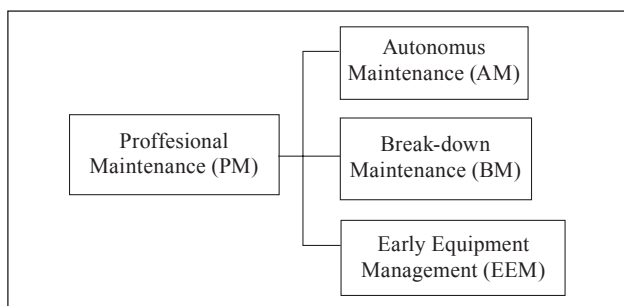 Autonomus
Maintenance (AM)
Proffesional
Maintenance (PM)
Break-down
Maintenance (BM)
Early Equipment
Management (EEM)